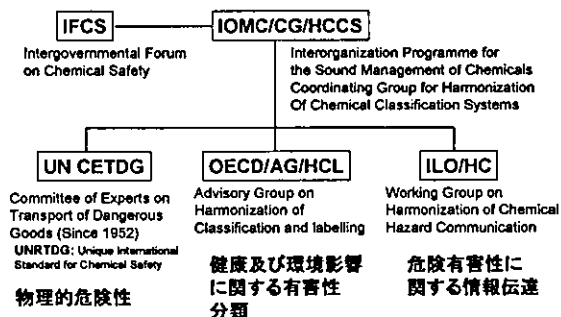 IFCS
IOMC/CG/HCCS
Intergovernmental Forum
on Chemical Safety
Interorganization Programme for
the Sound Management of Chemicals
Coordinating Group for Harmonization
Of Chemical Classification Systems
UN CETDG
Committee of Experts on
Transport of Dangerous
Goods (Since 1952)
UNRTDG: Unique International
Standard for Chemical Safety
物理的危険性
OECD/AG/HCL
Advisory Group on
Harmonization of
Classification and labelling
健康及び環境影響
に関する有害性
分類
ILO/HC
Working Group on
Harmonization of Chemical
Hazard Communication
危険有害性に
関する情報伝達